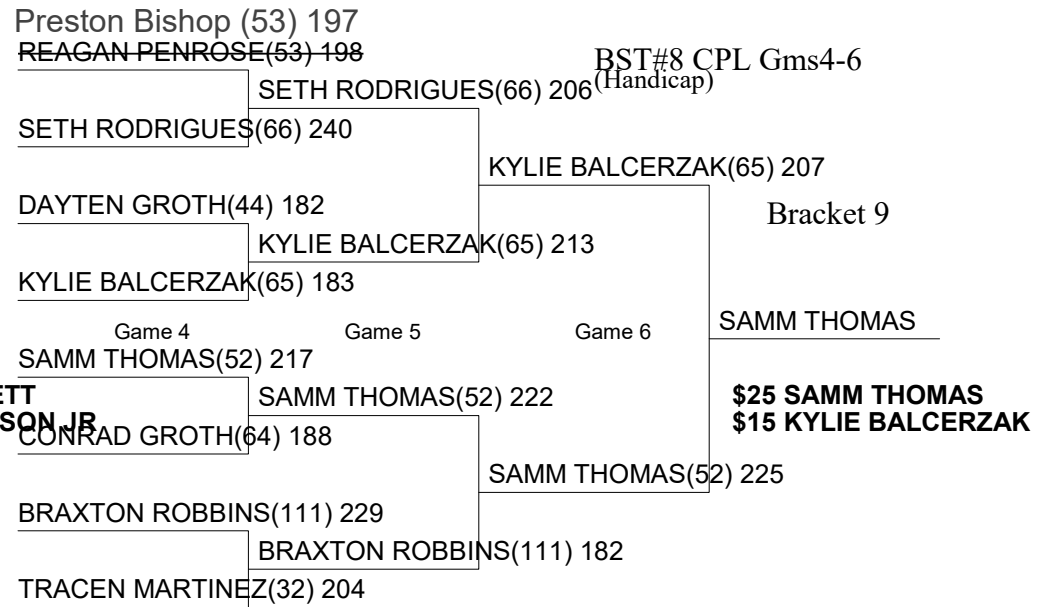 Preston Bishop (53) 197
REAGAN PENROSE(53) 198
BST#8 CPL Gms4-6
(Handicap)
SETH RODRIGUES(66) 206
SETH RODRIGUES(66) 240
KYLIE BALCERZAK(65) 207
DAYTEN GROTH(44) 182
Bracket 9
KYLIE BALCERZAK(65) 213
KYLIE BALCERZAK(65) 183
Game 4 Game 5 Game 6
SAMM THOMAS
SAMM THOMAS(52) 217
ETT
SAMM THOMAS(52) 222
$25 SAMM THOMAS
SON JR
$15 KYLIE BALCERZAK
CONRAD GROTH(64) 188
SAMM THOMAS(52) 225
BRAXTON ROBBINS(111) 229
BRAXTON ROBBINS(111) 182
TRACEN MARTINEZ(32) 204